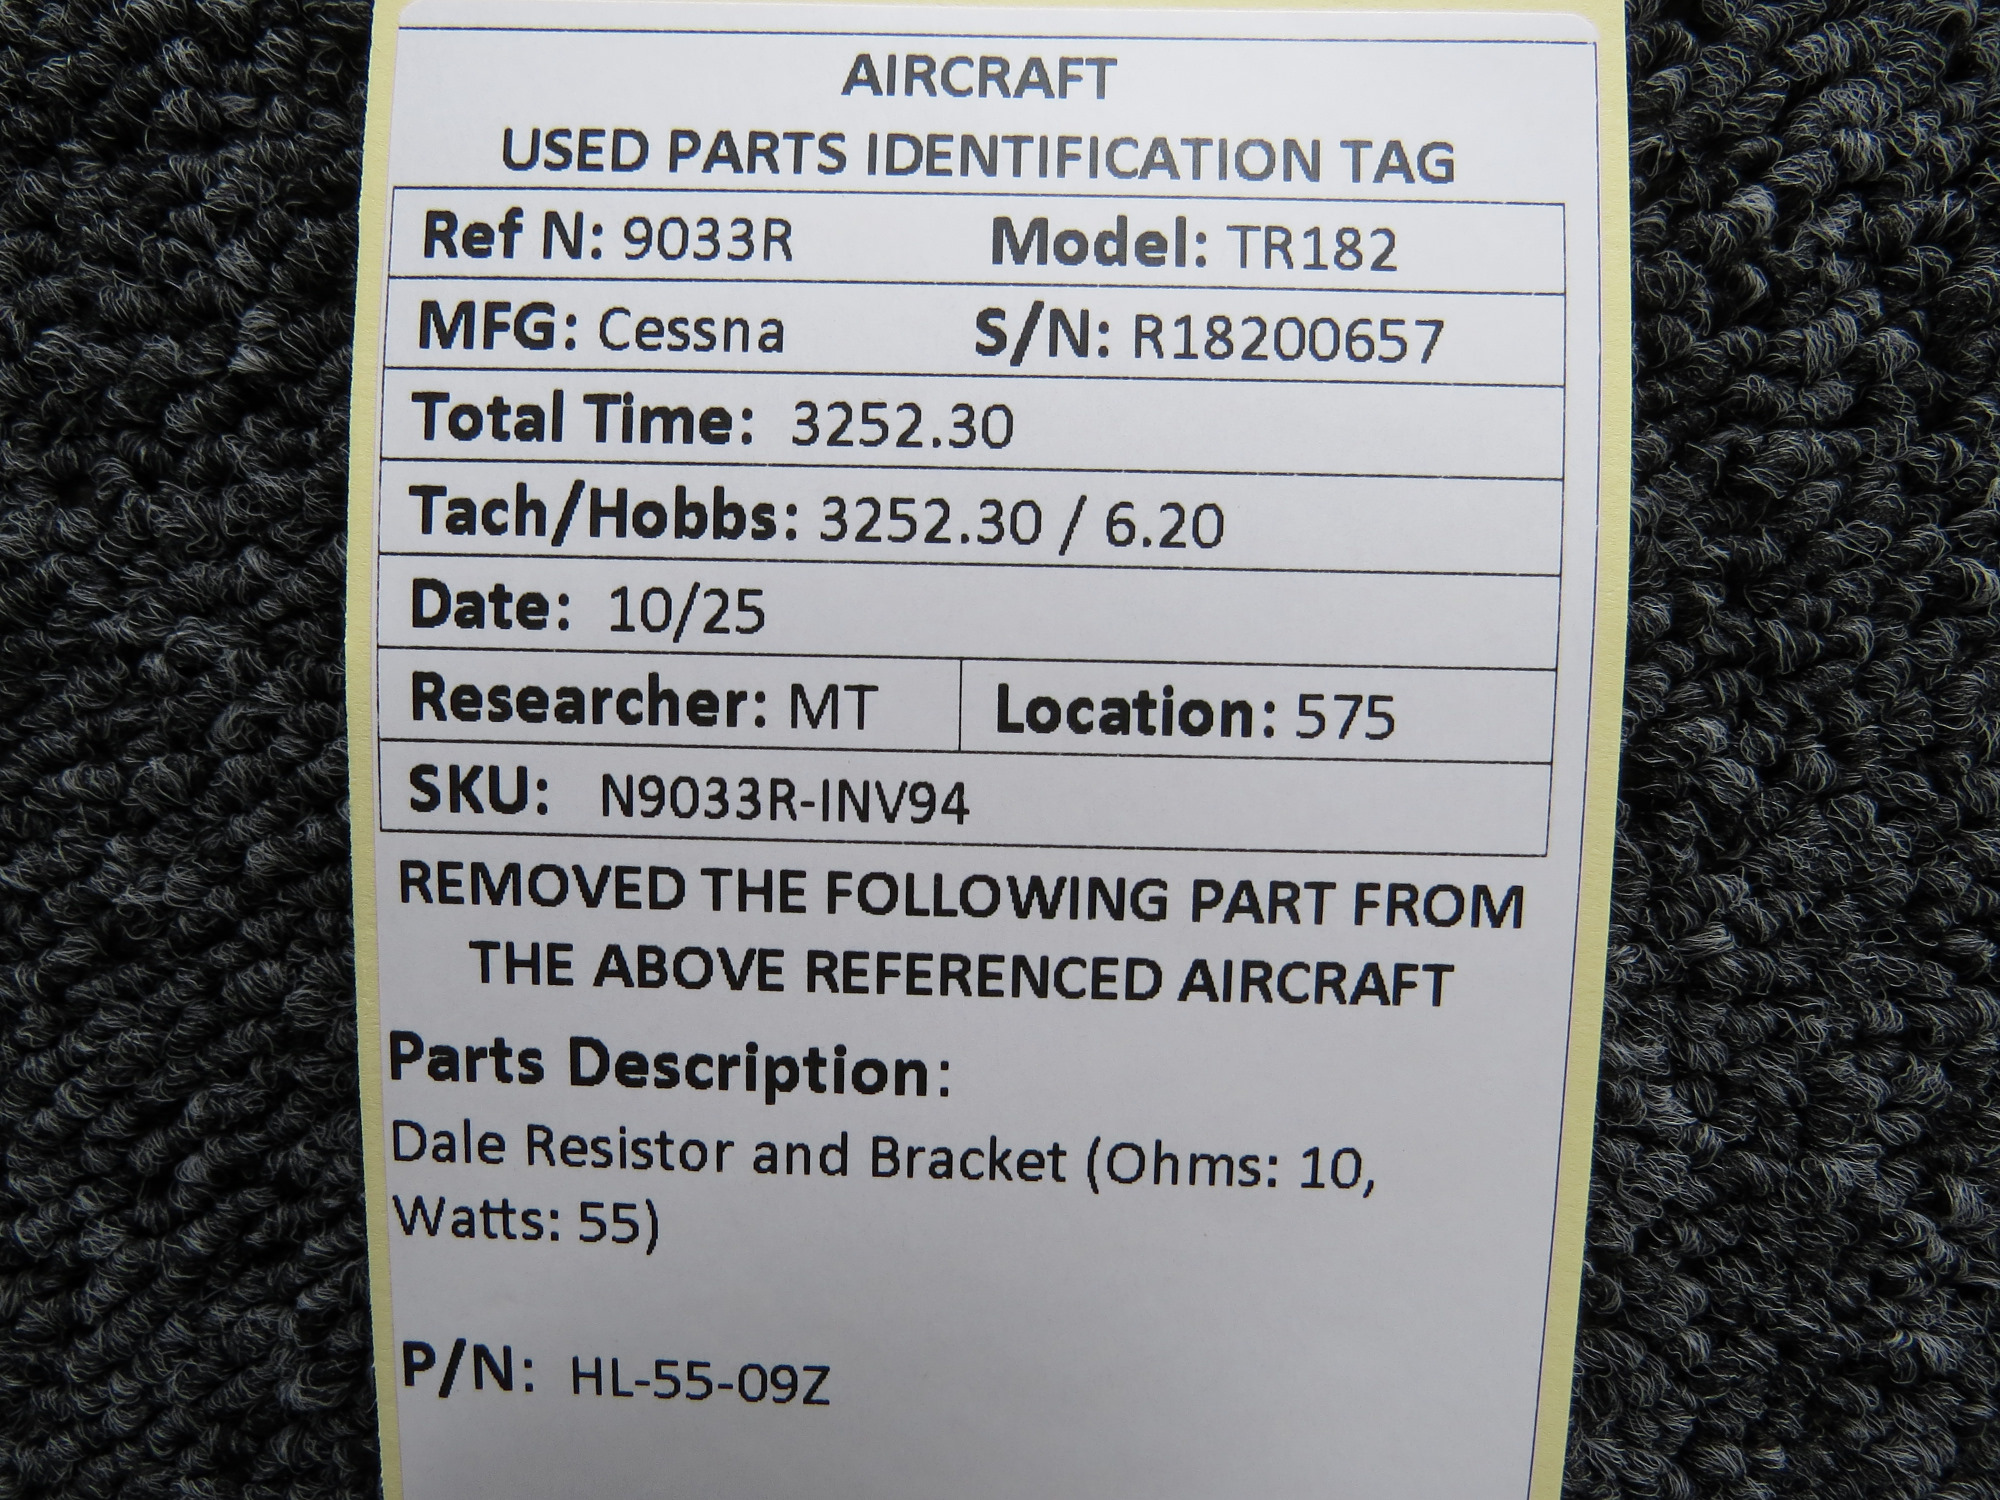 AIRCRAFT
USED PARTS IDENTIFICATION TAG
Ref N: 9033R Model: TR182
MFG: Cessna S/N: R18200657
Total Time: 3252.30
Tach/Hobbs: 3252.30 / 6.20
Date: 10/25
Researcher: MT Location: 575
SKU: N9033R-INV94
REMOVED THE FOLLOWING PART FROM
THE ABOVE REFERENCED AIRCRAFT
Parts Description:
Dale Resistor and Bracket (Ohms: 10,
Watts: 55)
P/N: HL-55-09Z